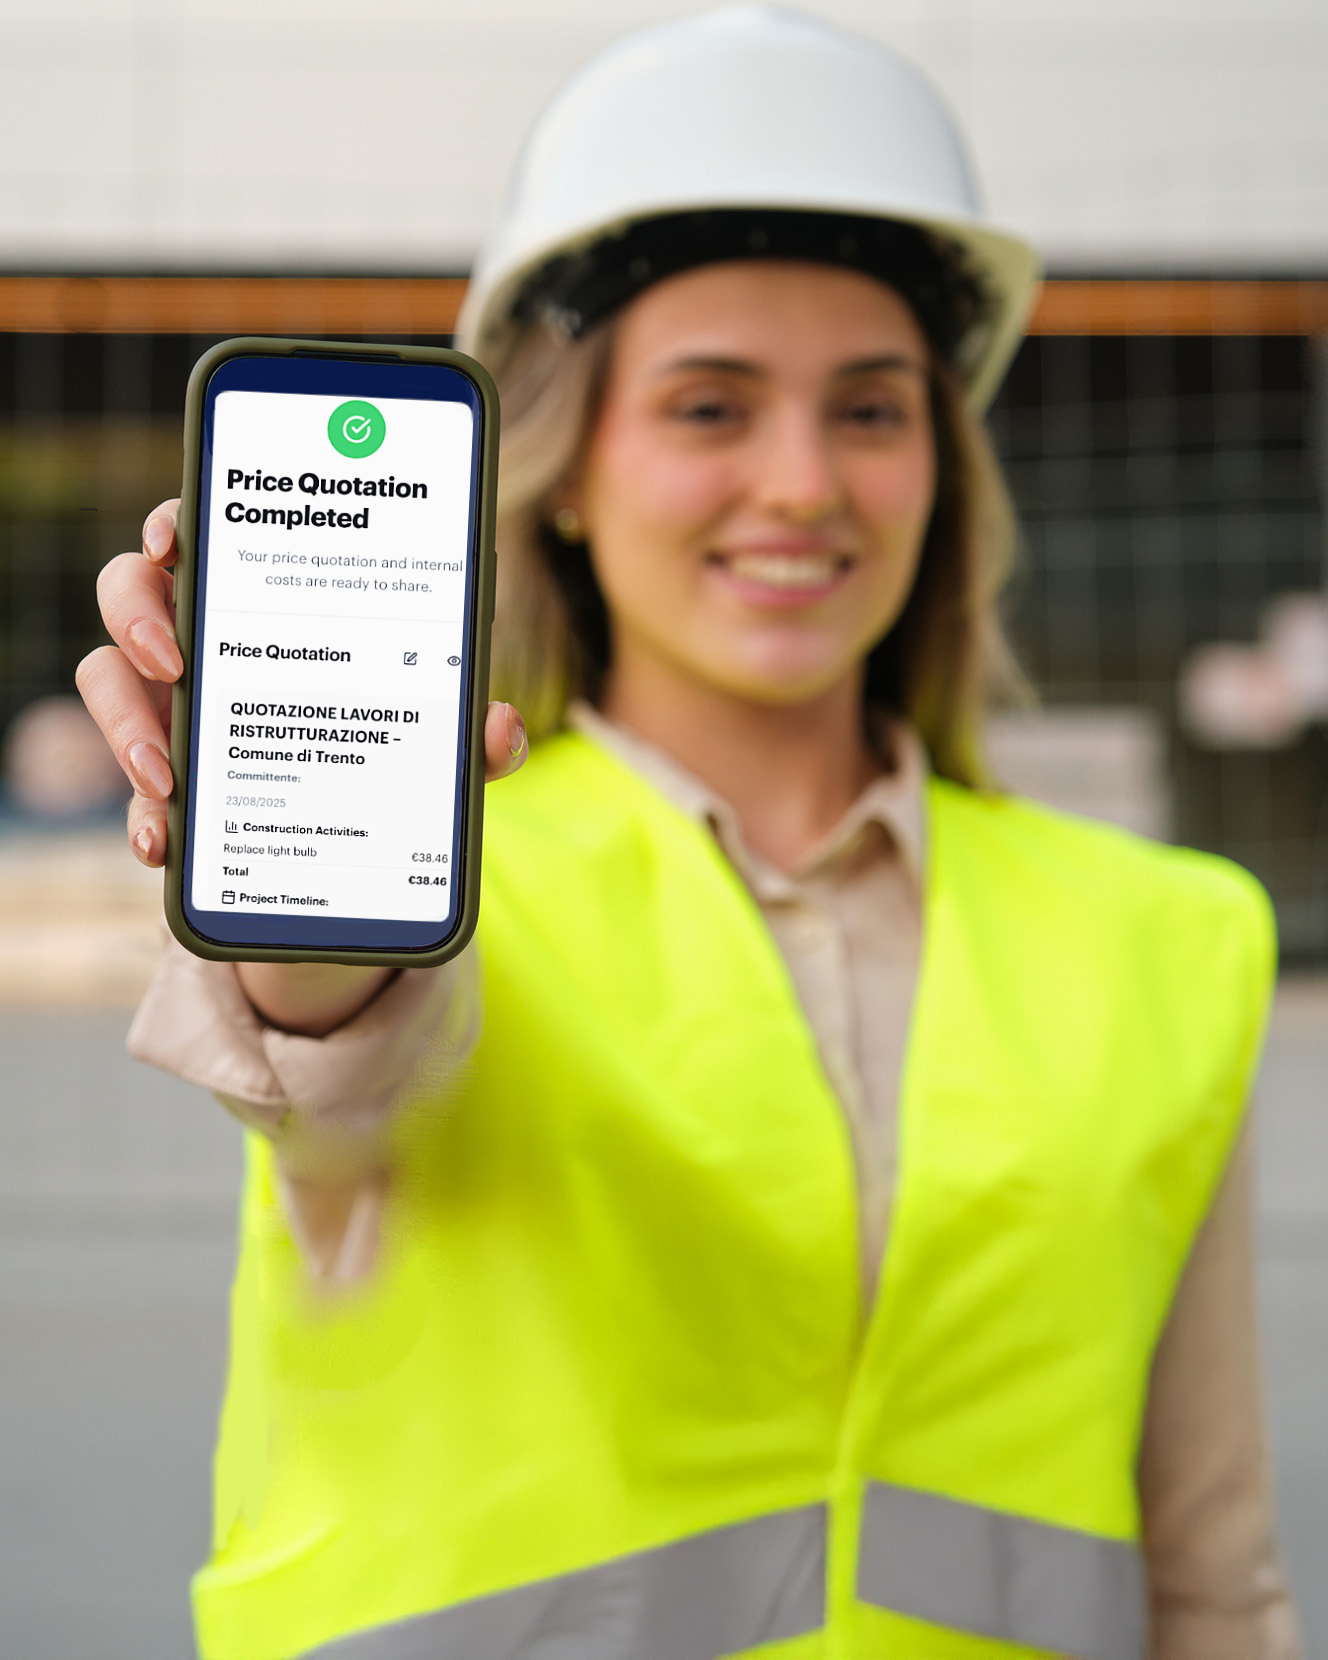 Price Quotation
Completed
Your price quotation and internal
costs are ready to share.
Price Quotation
QUOTAZIONE LAVORI DI
RISTRUTTURAZIONE –
Comune di Trento
Committente:
23/08/2025
Construction Activities:
Replace light bulb €38.46
Total €38.46
Project Timeline: